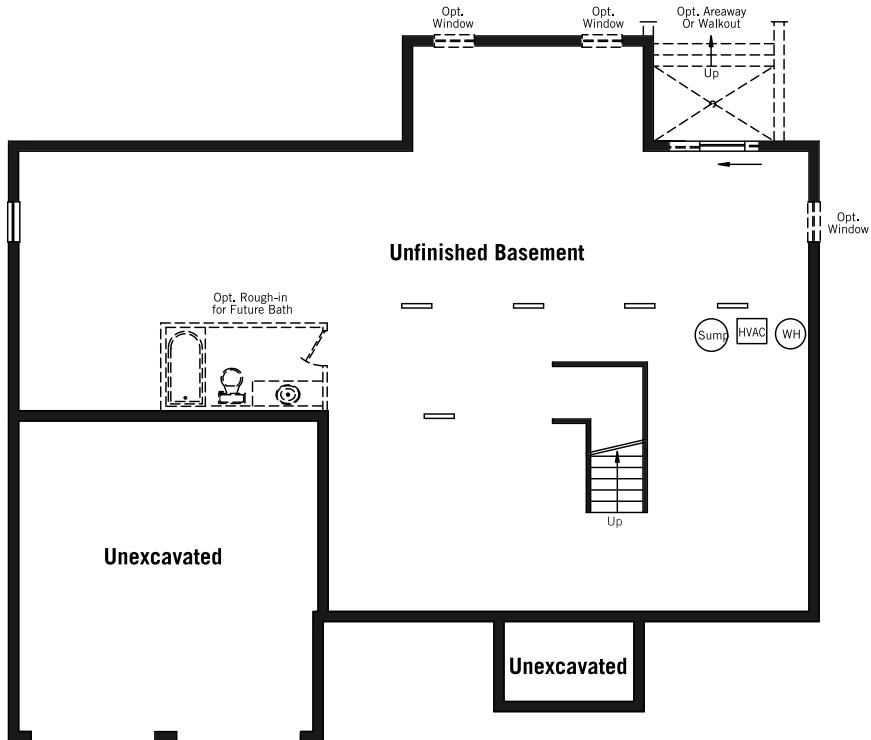 Opt.
Window
Opt.
Window
Opt. Areaway
Or Walkout
Up
Opt.
Window
Unfinished Basement
Opt. Rough-in
for Future Bath
Sump
HVAC
WH
Up
Unexcavated
Unexcavated